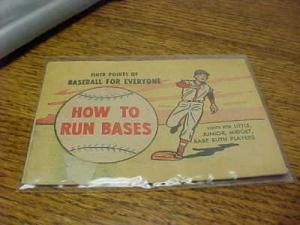 FINER POINTS OF
BASEBALL FOR EVERYONE
HOW TO
RUN BASES
LITTLE,
JUNIOR, MIDGET,
BABE RUTH PLAYERS